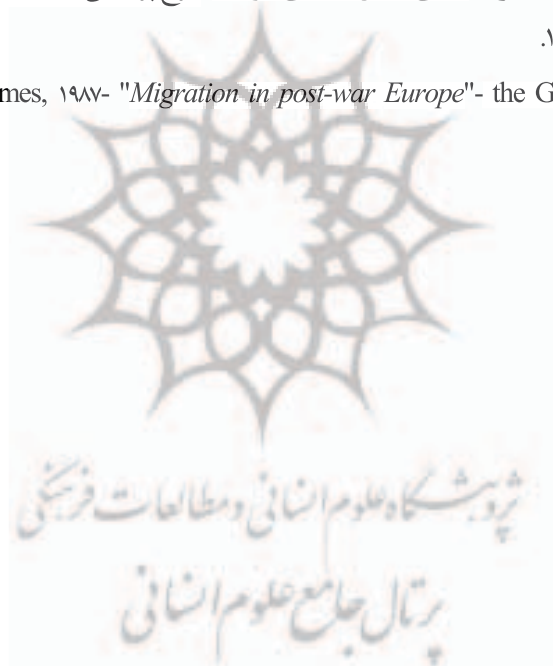 .۱
mes, ۱۹۸۷- "Migration in post-war Europe"- the G
پژوهشگاه علوم انسانی و مطالعات فرهنگی
پرتال جامع علوم انسانی